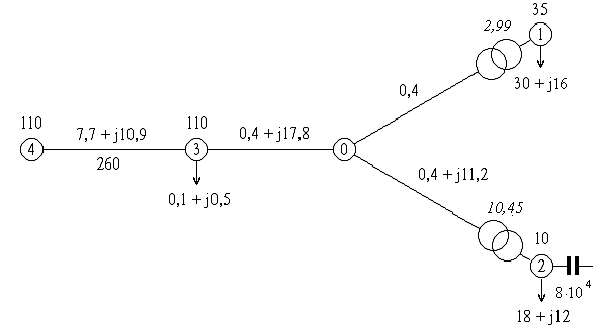 35
2,99
1
30 + j16
0,4
110
7,7 + j10,9
110
0,4 + j17,8
4
3
0
260
0,4 + j11,2
0,1 + j0,5
10,45
10
2
8·10⁴
18 + j12